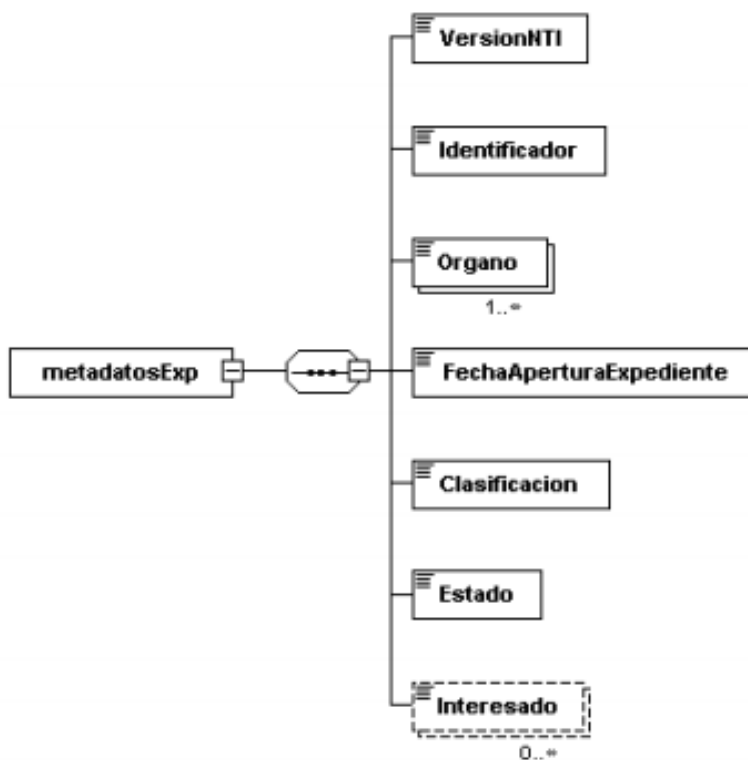 VersionNTI
Identificador
Organo
1..∞
metadatosExp
FechaAperturaExpediente
Clasificacion
Estado
Interesado
0..∞